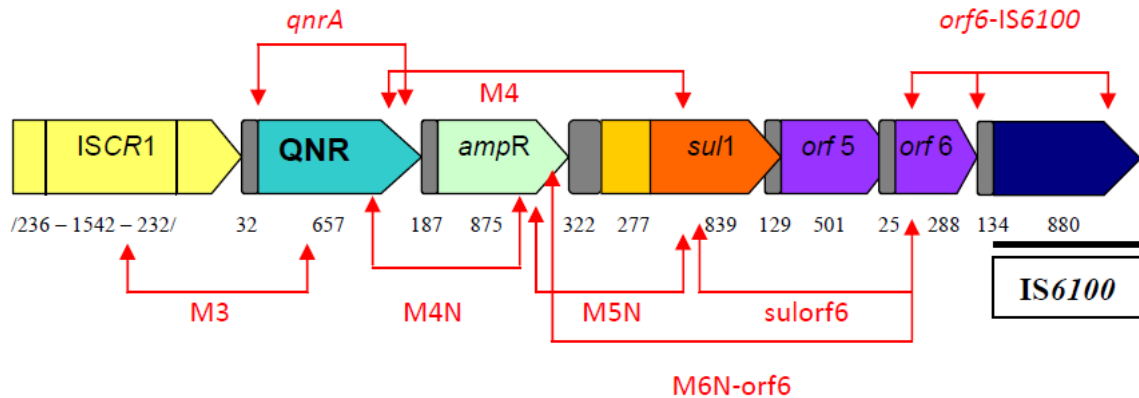 qnrA orf6-IS6100
M4
ISCR1 QNR ampR sul1 orf 5 orf 6
/236 – 1542 – 232/ 32 657 187 875 322 277 839 129 501 25 288 134 880
M3 M4N M5N sulorf6 IS6100
M6N-orf6